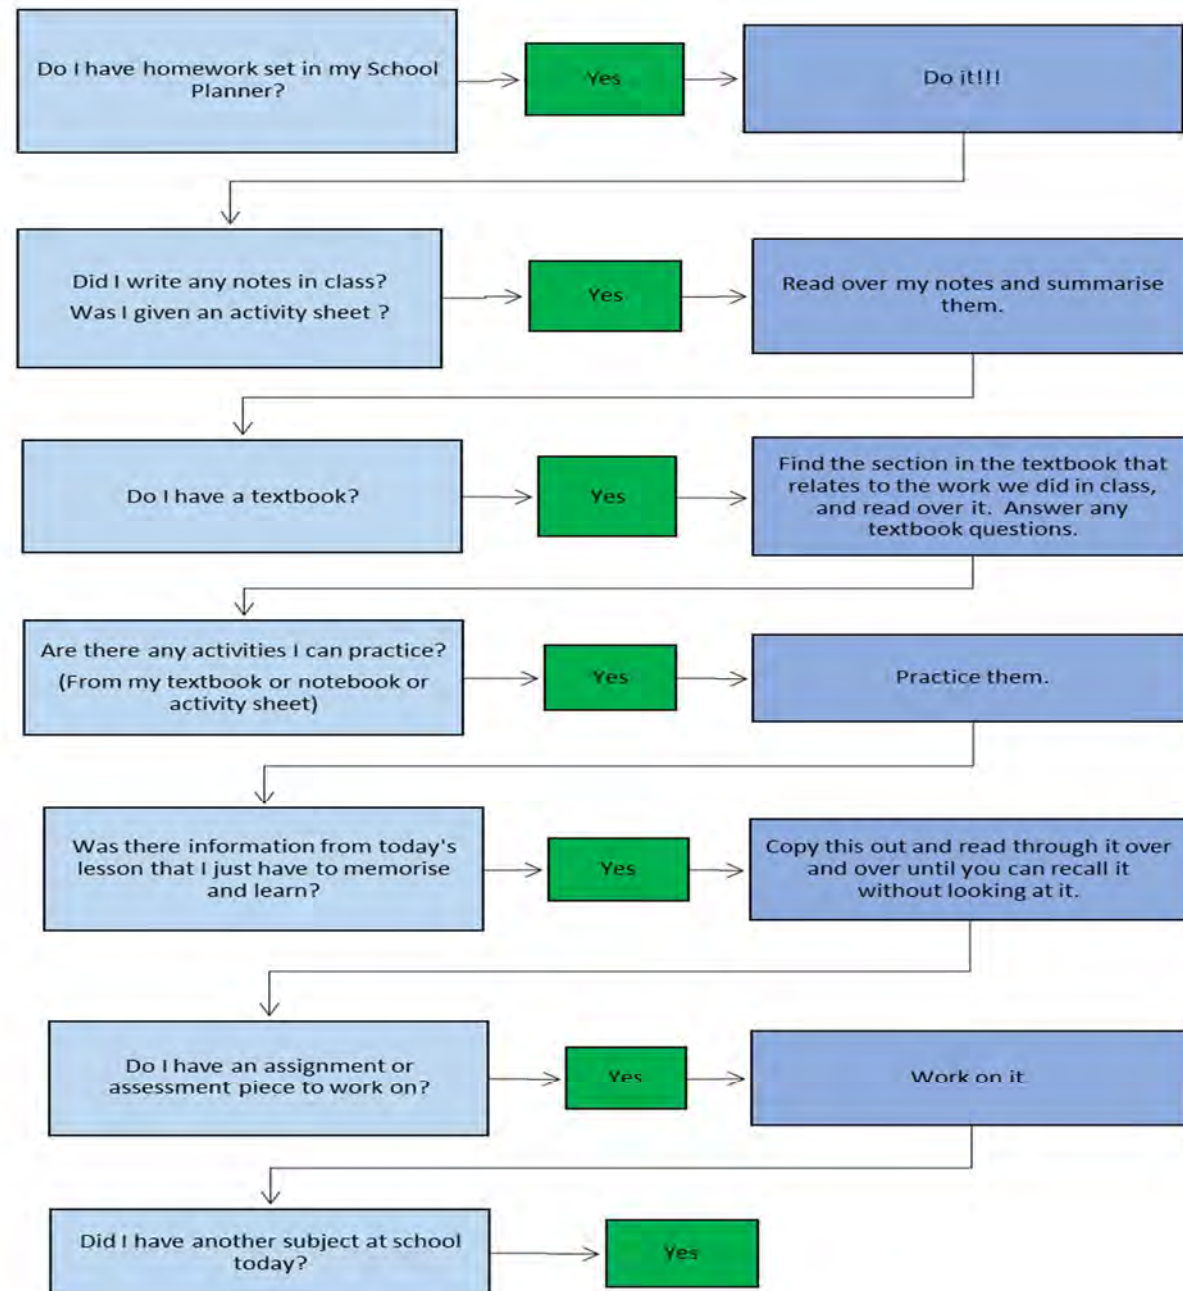 Do I have homework set in my School
Planner?
Yes
Do it!!!
Did I write any notes in class?
Was I given an activity sheet ?
Yes
Read over my notes and summarise
them.
Do I have a textbook?
Yes
Find the section in the textbook that
relates to the work we did in class,
and read over it. Answer any
textbook questions.
Are there any activities I can practice?
(From my textbook or notebook or
activity sheet)
Yes
Practice them.
Was there information from today's
lesson that I just have to memorise
and learn?
Yes
Copy this out and read through it over
and over until you can recall it
without looking at it.
Do I have an assignment or
assessment piece to work on?
Yes
Work on it
Did I have another subject at school
today?
Yes